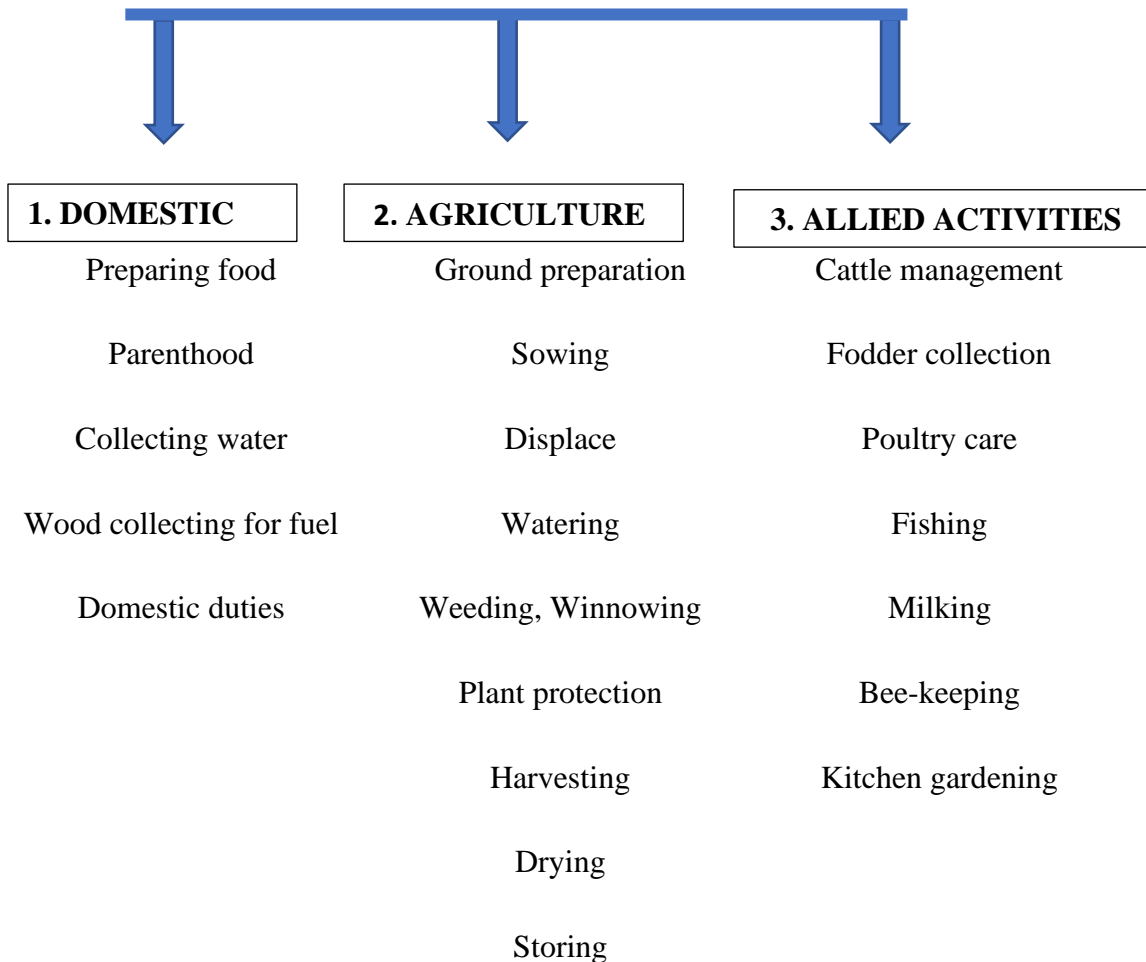 1. DOMESTIC
Preparing food
Parenthood
Collecting water
Wood collecting for fuel
Domestic duties
2. AGRICULTURE
Ground preparation
Sowing
Displace
Watering
Weeding, Winnowing
Plant protection
Harvesting
Drying
Storing
3. ALLIED ACTIVITIES
Cattle management
Fodder collection
Poultry care
Fishing
Milking
Bee-keeping
Kitchen gardening